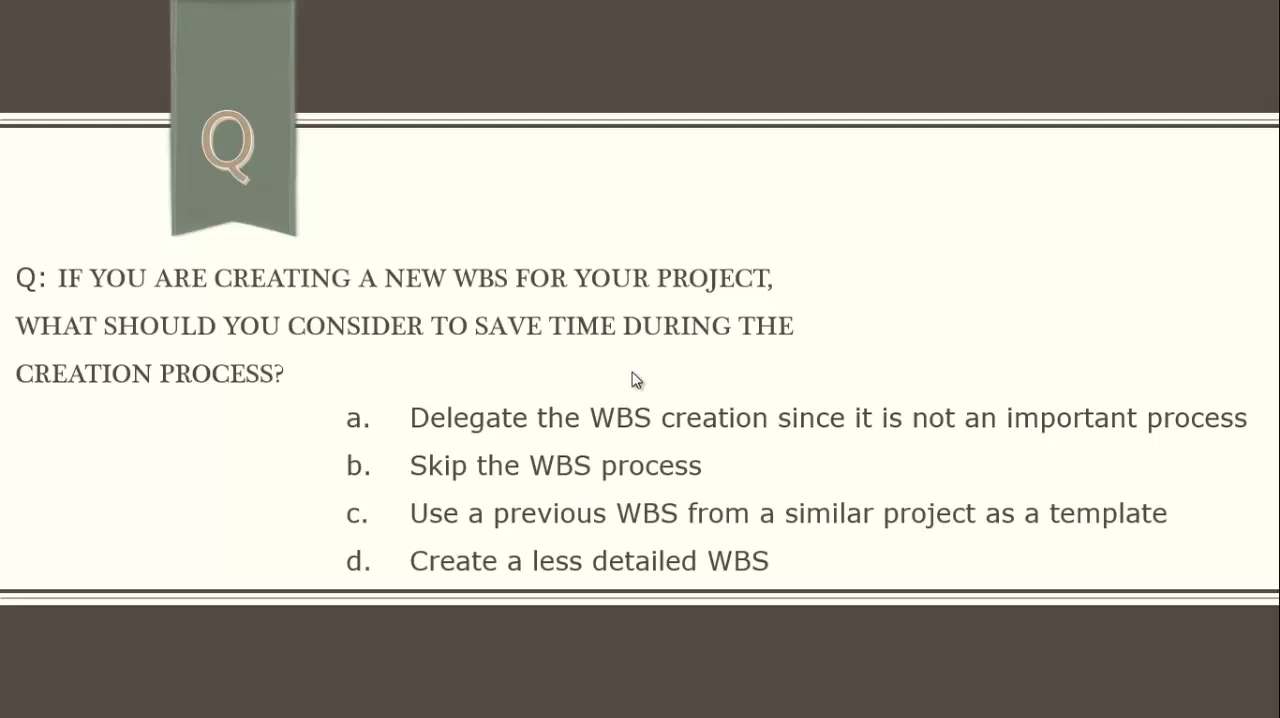 Q
Q: IF YOU ARE CREATING A NEW WBS FOR YOUR PROJECT,
WHAT SHOULD YOU CONSIDER TO SAVE TIME DURING THE
CREATION PROCESS?
a. Delegate the WBS creation since it is not an important process
b. Skip the WBS process
c. Use a previous WBS from a similar project as a template
d. Create a less detailed WBS